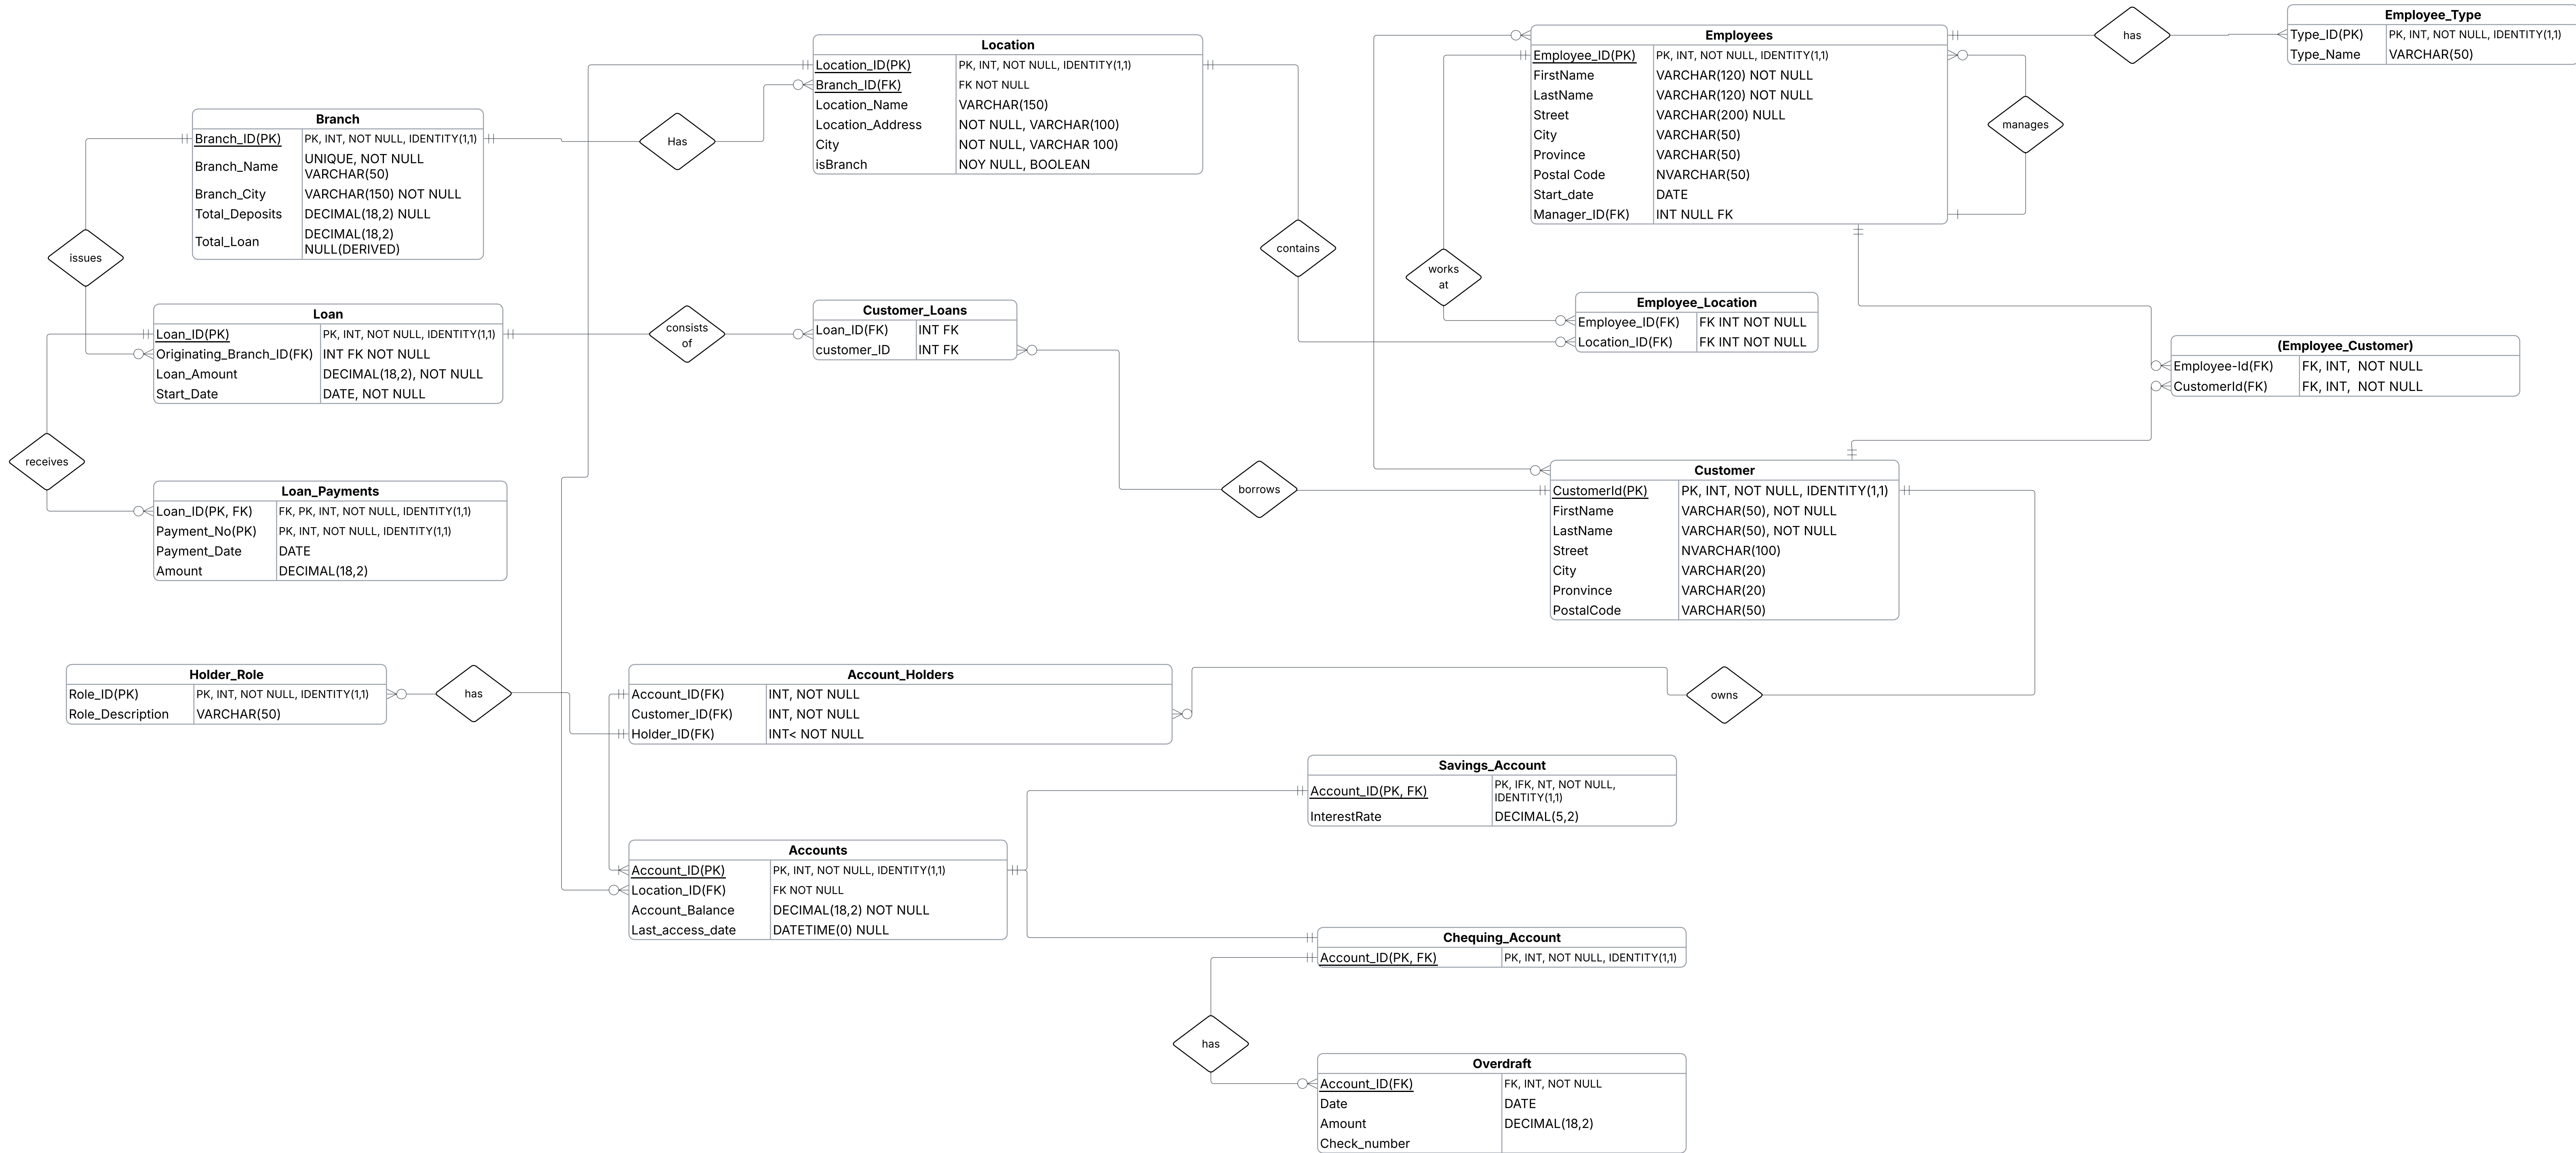 Employee_Type
Type_ID(PK) PK, INT, NOT NULL, IDENTITY(1,1)
Type_Name VARCHAR(50)
has
Employees
Employee_ID(PK) PK, INT, NOT NULL, IDENTITY(1,1)
FirstName VARCHAR(120) NOT NULL
LastName VARCHAR(120) NOT NULL
Street VARCHAR(200) NULL
City VARCHAR(50)
Province VARCHAR(50)
Postal Code NVARCHAR(50)
Start_date DATE
Manager_ID(FK) INT NULL FK
manages
Location
Location_ID(PK) PK, INT, NOT NULL, IDENTITY(1,1)
Branch_ID(FK) FK NOT NULL
Location_Name VARCHAR(150)
Location_Address NOT NULL, VARCHAR(100)
City NOT NULL, VARCHAR 100)
isBranch NOY NULL, BOOLEAN
Has
Branch
Branch_ID(PK) PK, INT, NOT NULL, IDENTITY(1,1)
Branch_Name UNIQUE, NOT NULL
VARCHAR(50)
Branch_City VARCHAR(150) NOT NULL
Total_Deposits DECIMAL(18,2) NULL
Total_Loan DECIMAL(18,2)
NULL(DERIVED)
issues
contains
works
at
Loan
Loan_ID(PK) PK, INT, NOT NULL, IDENTITY(1,1)
Originating_Branch_ID(FK) INT FK NOT NULL
Loan_Amount DECIMAL(18,2), NOT NULL
Start_Date DATE, NOT NULL
consists
of
Customer_Loans
Loan_ID(FK) INT FK
customer_ID INT FK
Employee_Location
Employee_ID(FK) FK INT NOT NULL
Location_ID(FK) FK INT NOT NULL
(Employee_Customer)
Employee-Id(FK) FK, INT, NOT NULL
CustomerId(FK) FK, INT, NOT NULL
receives
Loan_Payments
Loan_ID(PK, FK) FK, PK, INT, NOT NULL, IDENTITY(1,1)
Payment_No(PK) PK, INT, NOT NULL, IDENTITY(1,1)
Payment_Date DATE
Amount DECIMAL(18,2)
borrows
Customer
CustomerId(PK) PK, INT, NOT NULL, IDENTITY(1,1)
FirstName VARCHAR(50), NOT NULL
LastName VARCHAR(50), NOT NULL
Street NVARCHAR(100)
City VARCHAR(20)
Pronvince VARCHAR(20)
PostalCode VARCHAR(50)
Holder_Role
Role_ID(PK) PK, INT, NOT NULL, IDENTITY(1,1)
Role_Description VARCHAR(50)
has
Account_Holders
Account_ID(FK) INT, NOT NULL
Customer_ID(FK) INT, NOT NULL
Holder_ID(FK) INT< NOT NULL
owns
Savings_Account
Account_ID(PK, FK) PK, IFK, NT, NOT NULL,
IDENTITY(1,1)
InterestRate DECIMAL(5,2)
Accounts
Account_ID(PK) PK, INT, NOT NULL, IDENTITY(1,1)
Location_ID(FK) FK NOT NULL
Account_Balance DECIMAL(18,2) NOT NULL
Last_access_date DATETIME(0) NULL
Chequing_Account
Account_ID(PK, FK) PK, INT, NOT NULL, IDENTITY(1,1)
has
Overdraft
Account_ID(FK) FK, INT, NOT NULL
Date DATE
Amount DECIMAL(18,2)
Check_number